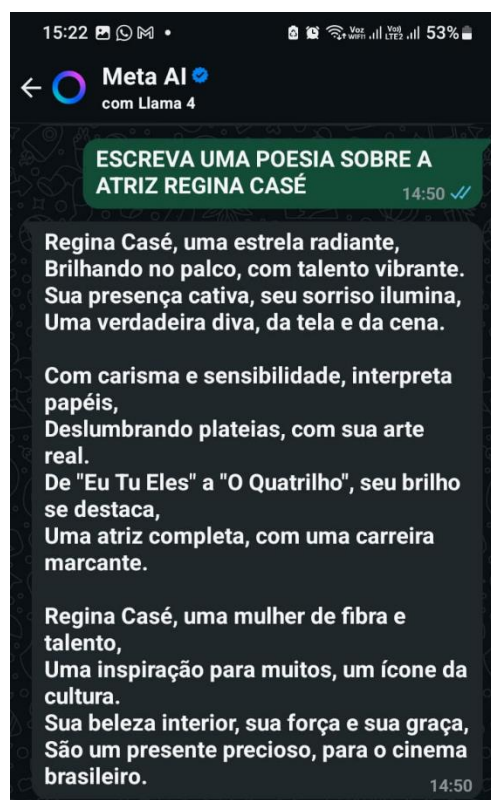 15:22
Voz WiFi Vo) LTE2 53%
Meta AI
com Llama 4
ESCREVA UMA POESIA SOBRE A
ATRIZ REGINA CASÉ
14:50
Regina Casé, uma estrela radiante,
Brilhando no palco, com talento vibrante.
Sua presença cativa, seu sorriso ilumina,
Uma verdadeira diva, da tela e da cena.
Com carisma e sensibilidade, interpreta
papéis,
Deslumbrando plateias, com sua arte
real.
De "Eu Tu Eles" a "O Quatrilho", seu brilho
se destaca,
Uma atriz completa, com uma carreira
marcante.
Regina Casé, uma mulher de fibra e
talento,
Uma inspiração para muitos, um ícone da
cultura.
Sua beleza interior, sua força e sua graça,
São um presente precioso, para o cinema
brasileiro.
14:50